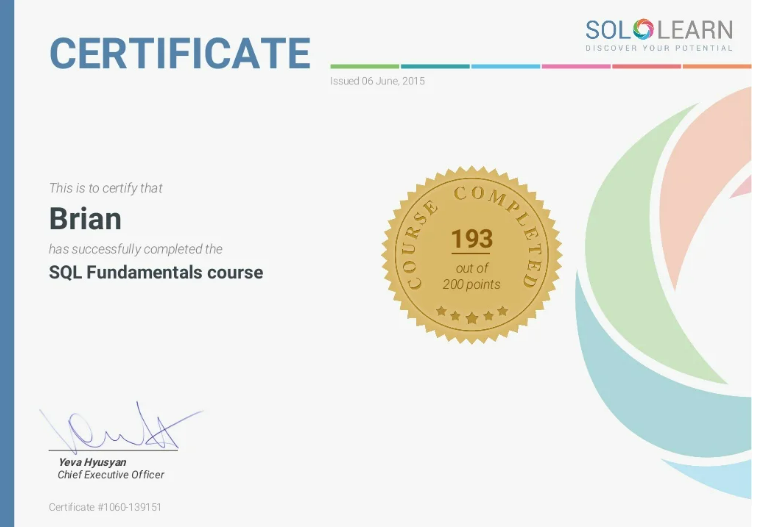 CERTIFICATE
SOLOLEARN
DISCOVER YOUR POTENTIAL
Issued 06 June, 2015
This is to certify that
Brian
has successfully completed the
SQL Fundamentals course
COURSE COMPLETED
193
out of
200 points
Yeva Hyusyan
Chief Executive Officer
Certificate #1060-139151